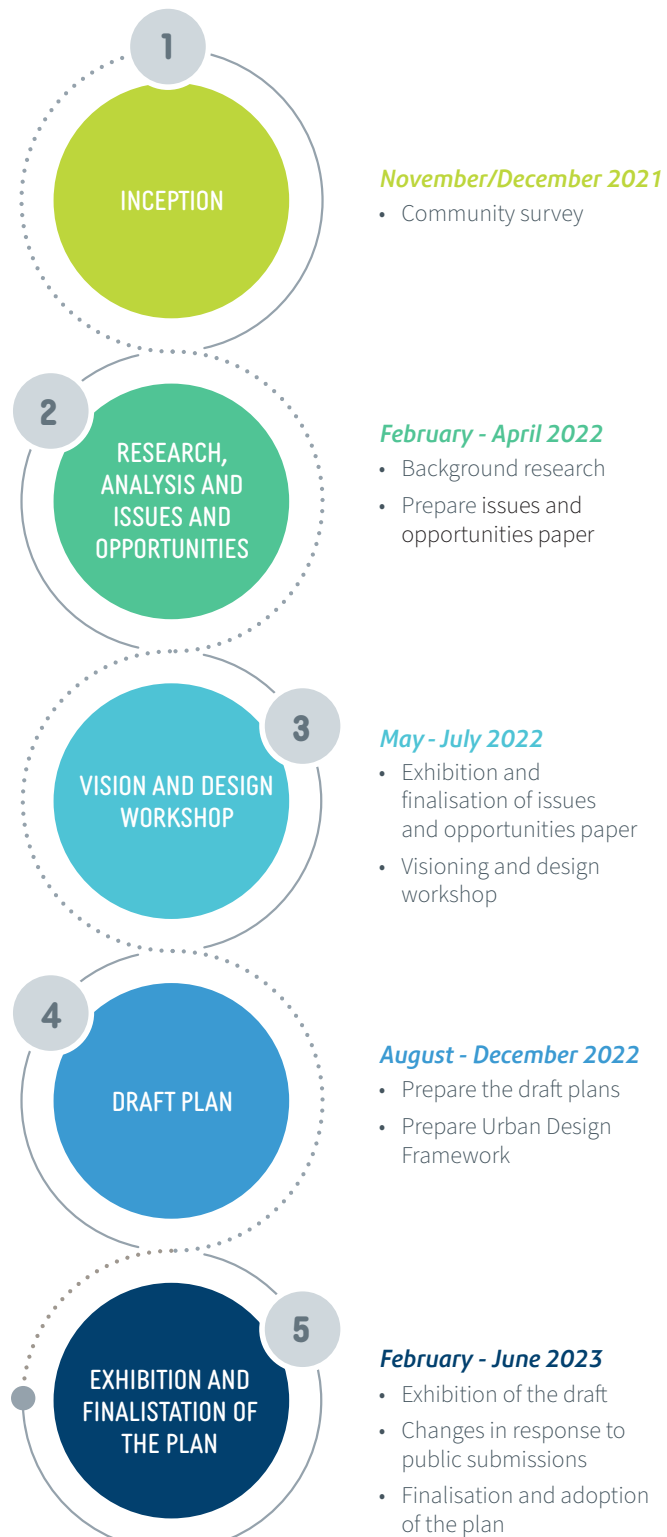 1
INCEPTION
November/December 2021
• Community survey
2
RESEARCH,
ANALYSIS AND
ISSUES AND
OPPORTUNITIES
February - April 2022
• Background research
• Prepare issues and
opportunities paper
3
VISION AND DESIGN
WORKSHOP
May - July 2022
• Exhibition and
finalisation of issues
and opportunities paper
• Visioning and design
workshop
4
DRAFT PLAN
August - December 2022
• Prepare the draft plans
• Prepare Urban Design
Framework
5
EXHIBITION AND
FINALISTATION OF
THE PLAN
February - June 2023
• Exhibition of the draft
• Changes in response to
public submissions
• Finalisation and adoption
of the plan